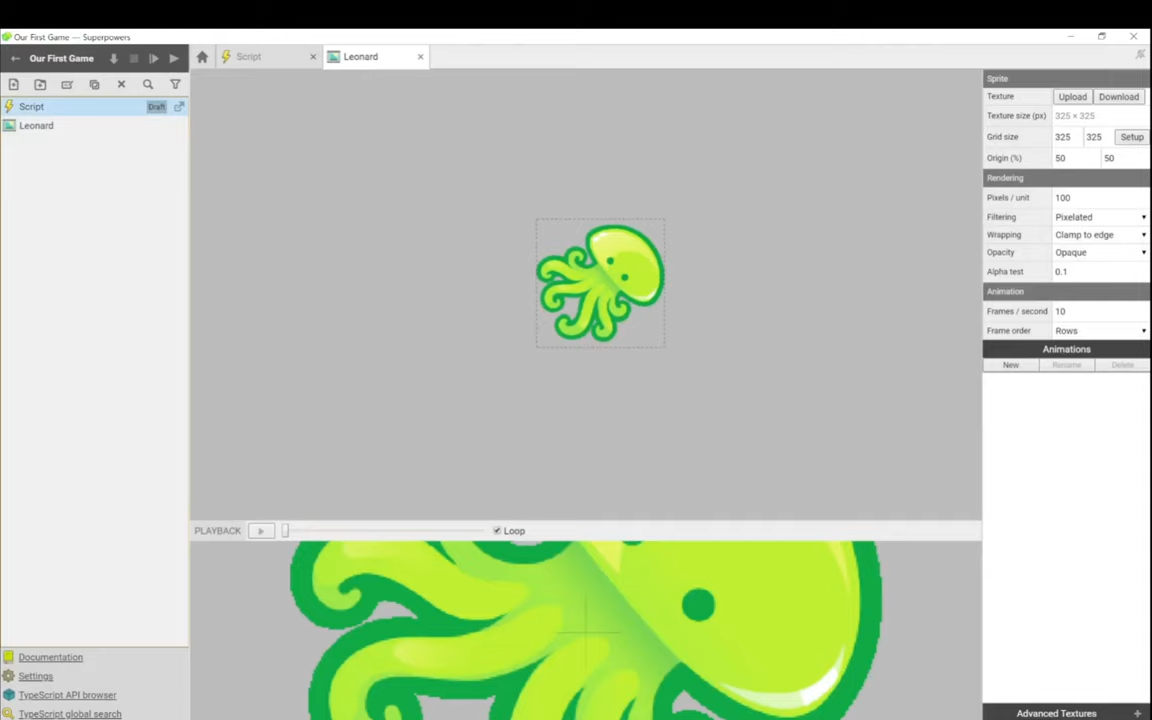 Our First Game — Superpowers
Our First Game
Script
Leonard
Script
Draft
Leonard
Sprite
Texture Upload Download
Texture size (px) 325 × 325
Grid size 325 325 Setup
Origin (%) 50 50
Rendering
Pixels / unit 100
Filtering Pixelated
Wrapping Clamp to edge
Opacity Opaque
Alpha test 0.1
Animation
Frames / second 10
Frame order Rows
Animations
New Rename Delete
PLAYBACK Loop
Documentation
Settings
TypeScript API browser
TypeScript global search
Advanced Textures +